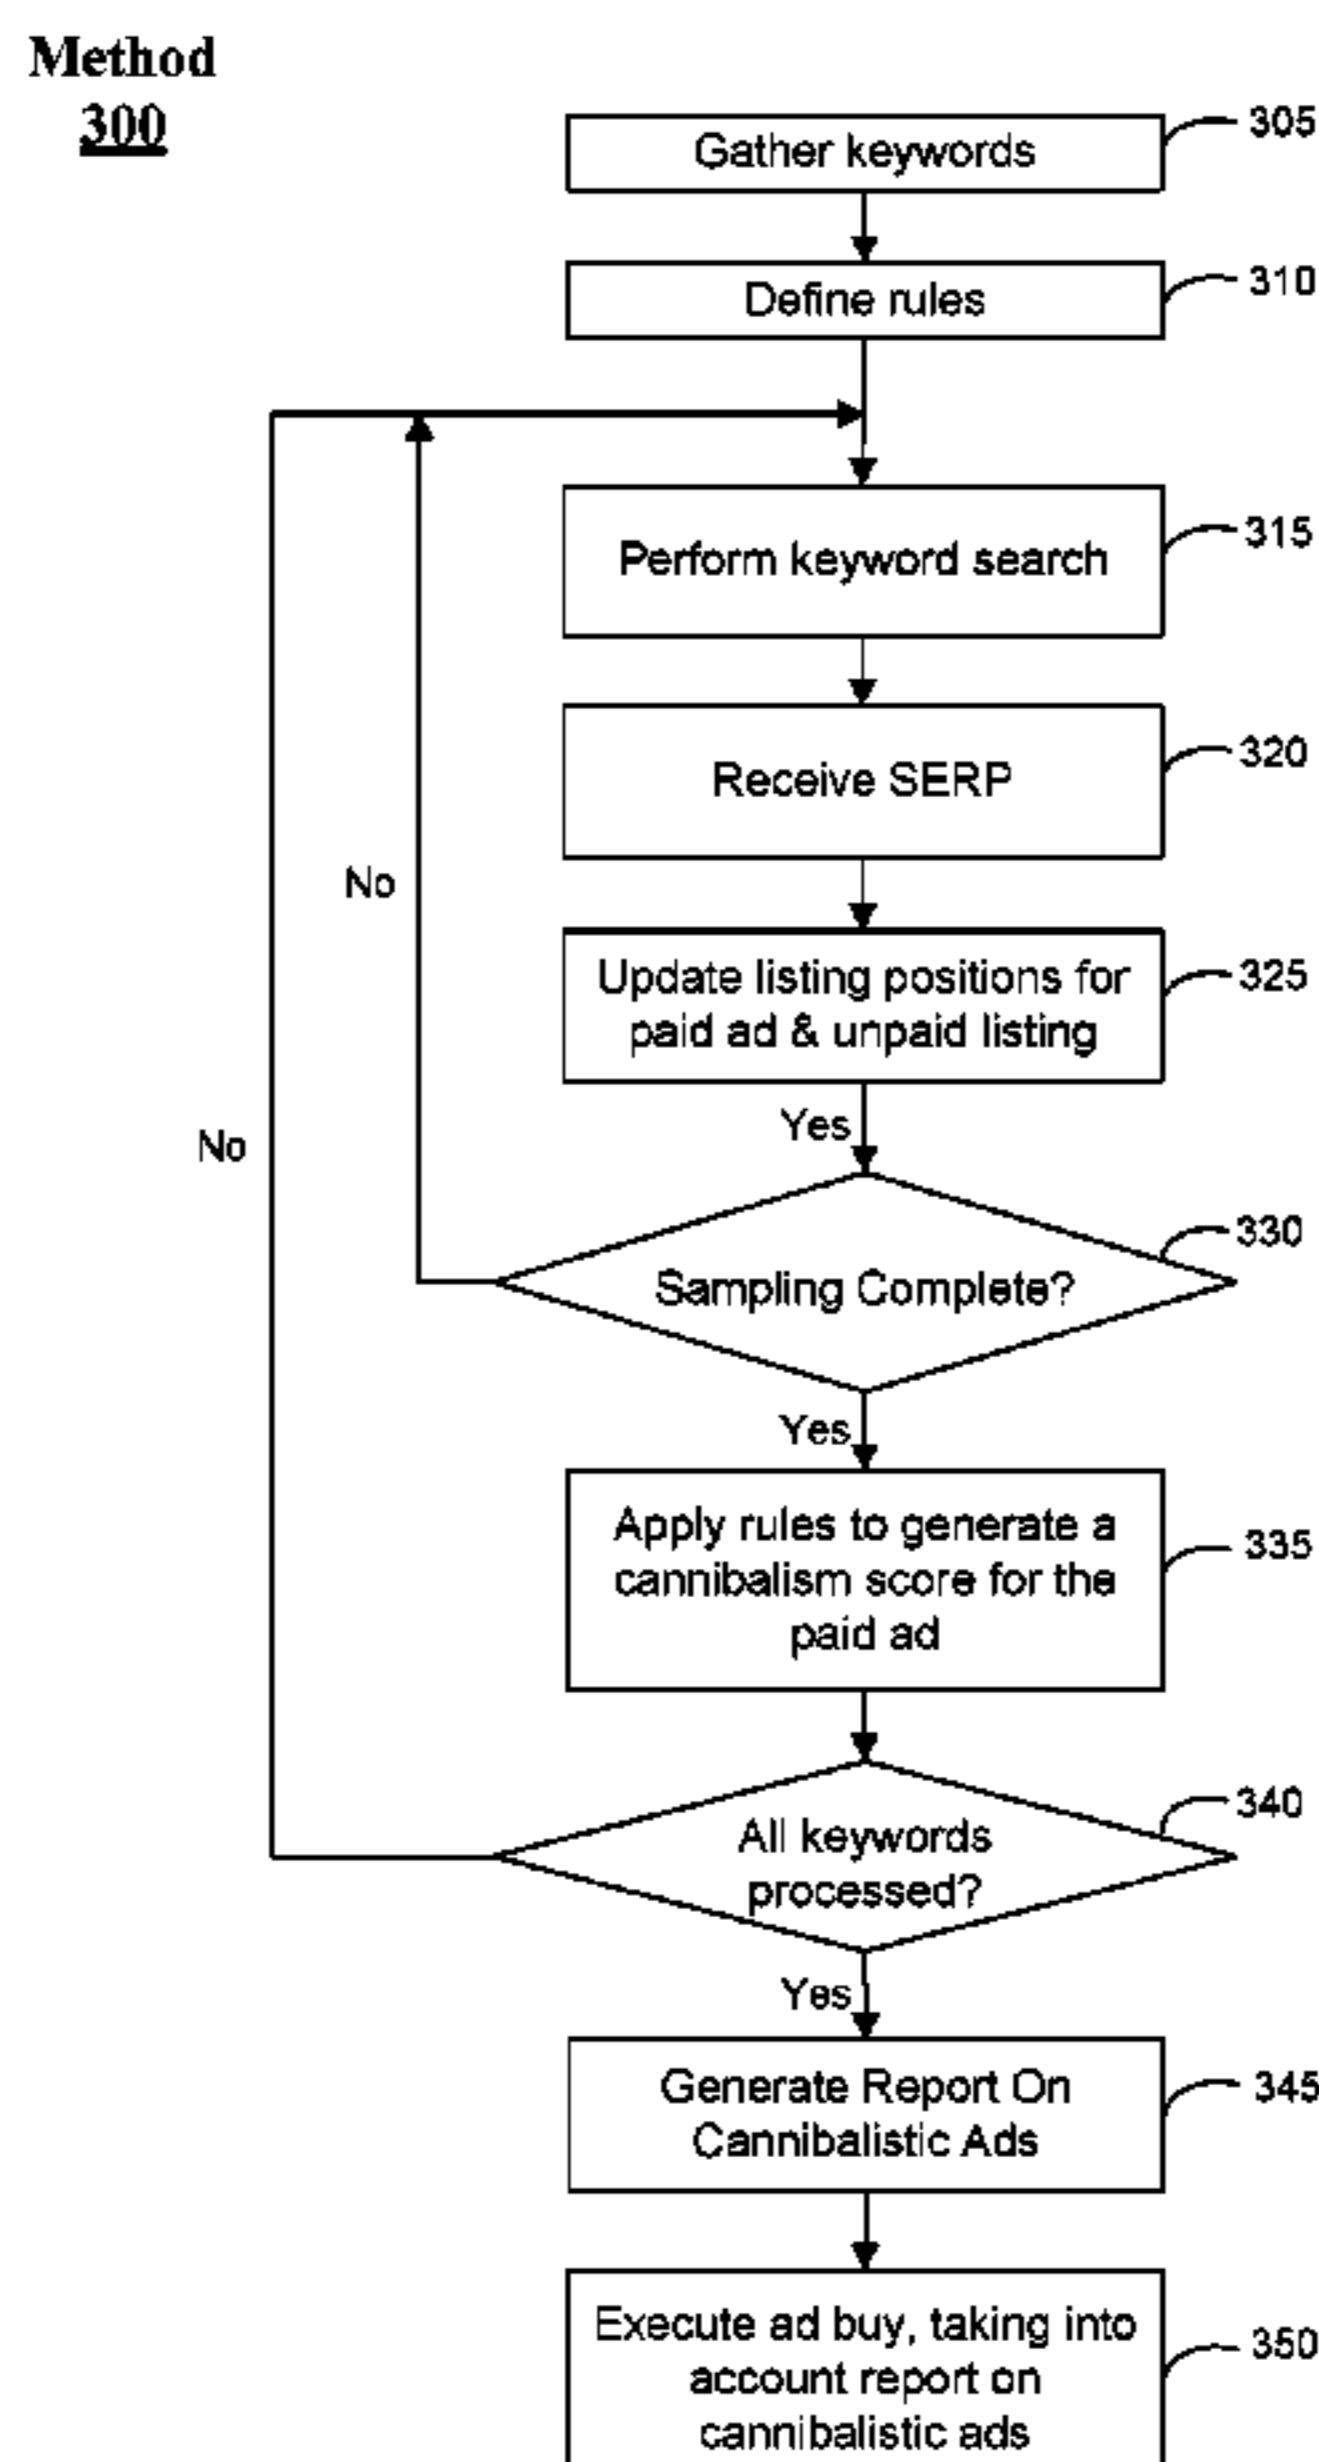 Method
300
Gather keywords
305
Define rules
310
Perform keyword search
315
Receive SERP
320
Update listing positions for
paid ad & unpaid listing
325
No
No
Yes
Sampling Complete?
330
Yes
Apply rules to generate a
cannibalism score for the
paid ad
335
All keywords
processed?
340
Yes
Generate Report On
Cannibalistic Ads
345
Execute ad buy, taking into
account report on
cannibalistic ads
350